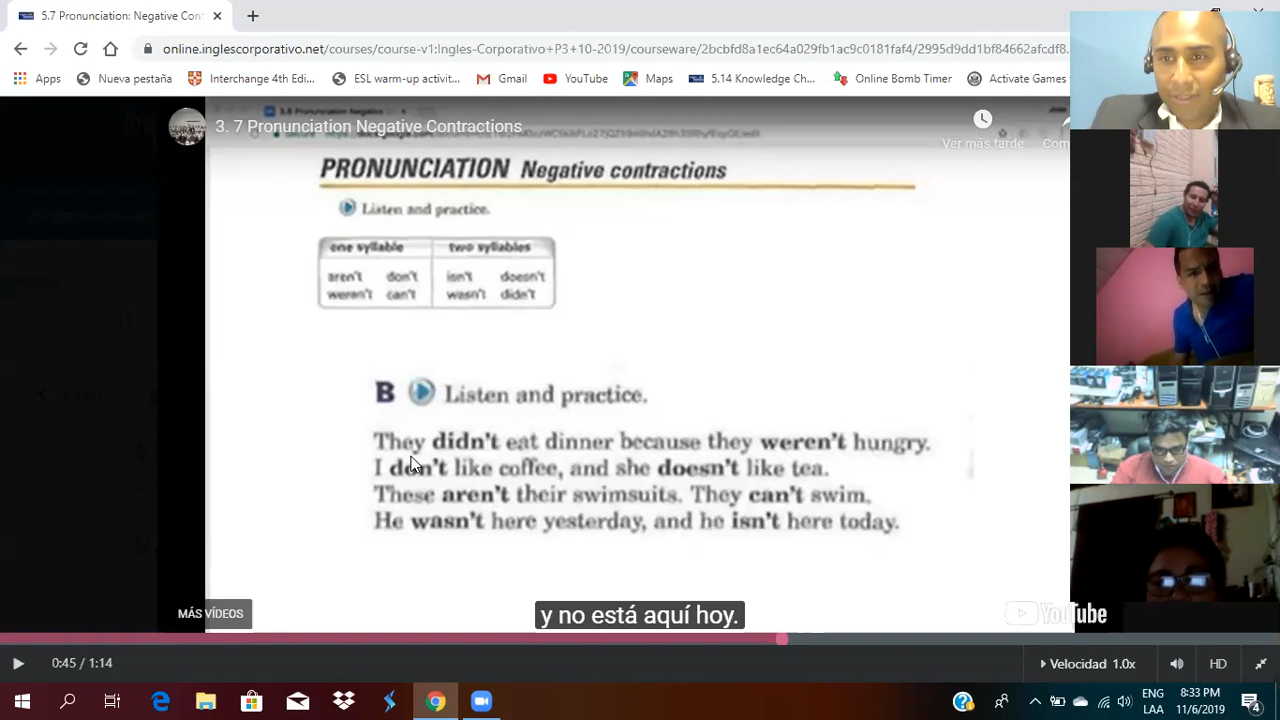 5.7 Pronunciation: Negative Cont
online.inglescorporativo.net/courses/course-v1:Ingles-Corporativo+P3+10-2019/courseware/2bcbfd8a1ec64a029fb1ac9c0181faf4/2995d9dd1bf84662afcdf8.
Apps Nueva pestaña Interchange 4th Edi... ESL warm-up activit... Gmail YouTube Maps 5.14 Knowledge Ch... Online Bomb Timer Activate Games
3. 7 Pronunciation Negative Contractions
Ver más tarde
PRONUNCIATION Negative contractions
Listen and practice.
one syllable two syllables
aren't don't isn't doesn't
weren't can't wasn't didn't
B Listen and practice.
They didn't eat dinner because they weren't hungry.
I don't like coffee, and she doesn't like tea.
These aren't their swimsuits. They can't swim.
He wasn't here yesterday, and he isn't here today.
MÁS VÍDEOS
y no está aquí hoy.
YouTube
0:45 / 1:14
Velocidad 1.0x
HD
ENG 8:33 PM
LAA 11/6/2019
4